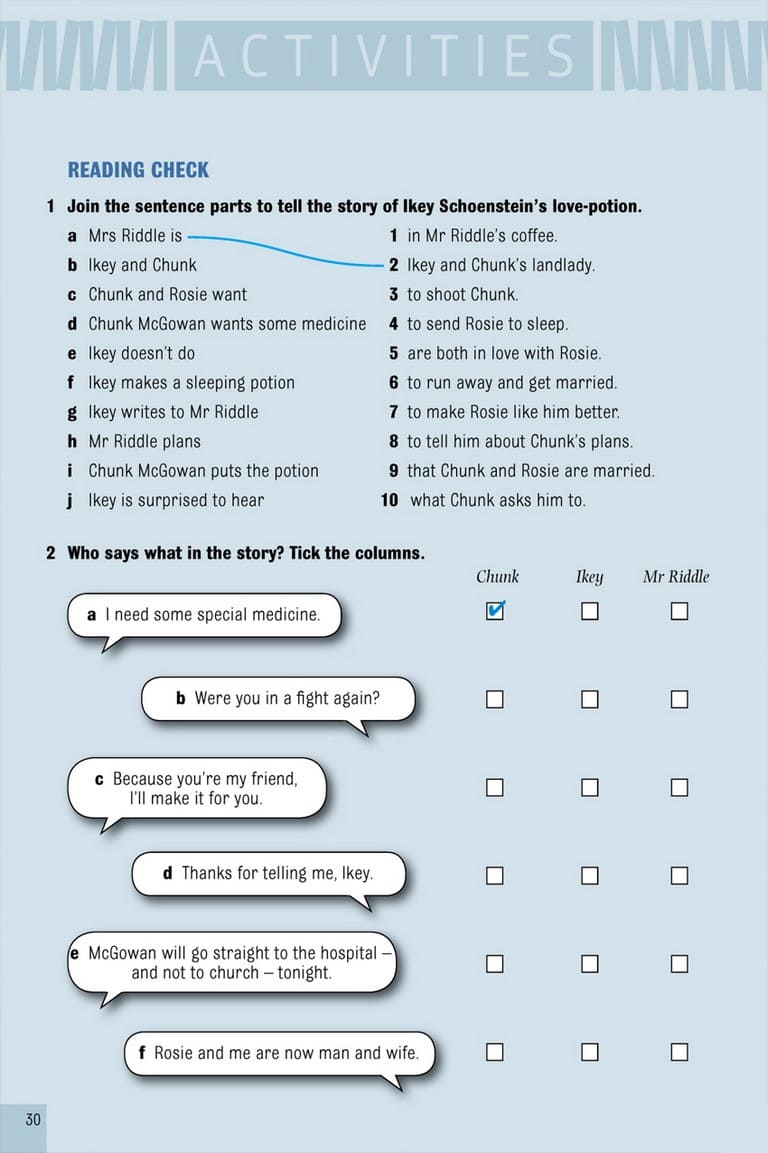 ACTIVITIES
READING CHECK
1 Join the sentence parts to tell the story of Ikey Schoenstein's love-potion.
a Mrs Riddle is 1 in Mr Riddle's coffee.
b Ikey and Chunk 2 Ikey and Chunk's landlady.
c Chunk and Rosie want 3 to shoot Chunk.
d Chunk McGowan wants some medicine 4 to send Rosie to sleep.
e Ikey doesn't do 5 are both in love with Rosie.
f Ikey makes a sleeping potion 6 to run away and get married.
g Ikey writes to Mr Riddle 7 to make Rosie like him better.
h Mr Riddle plans 8 to tell him about Chunk's plans.
i Chunk McGowan puts the potion 9 that Chunk and Rosie are married.
j Ikey is surprised to hear 10 what Chunk asks him to.
2 Who says what in the story? Tick the columns.
Chunk Ikey Mr Riddle
a I need some special medicine.
b Were you in a fight again?
c Because you're my friend,
I'll make it for you.
d Thanks for telling me, Ikey.
e McGowan will go straight to the hospital –
and not to church – tonight.
f Rosie and me are now man and wife.
30